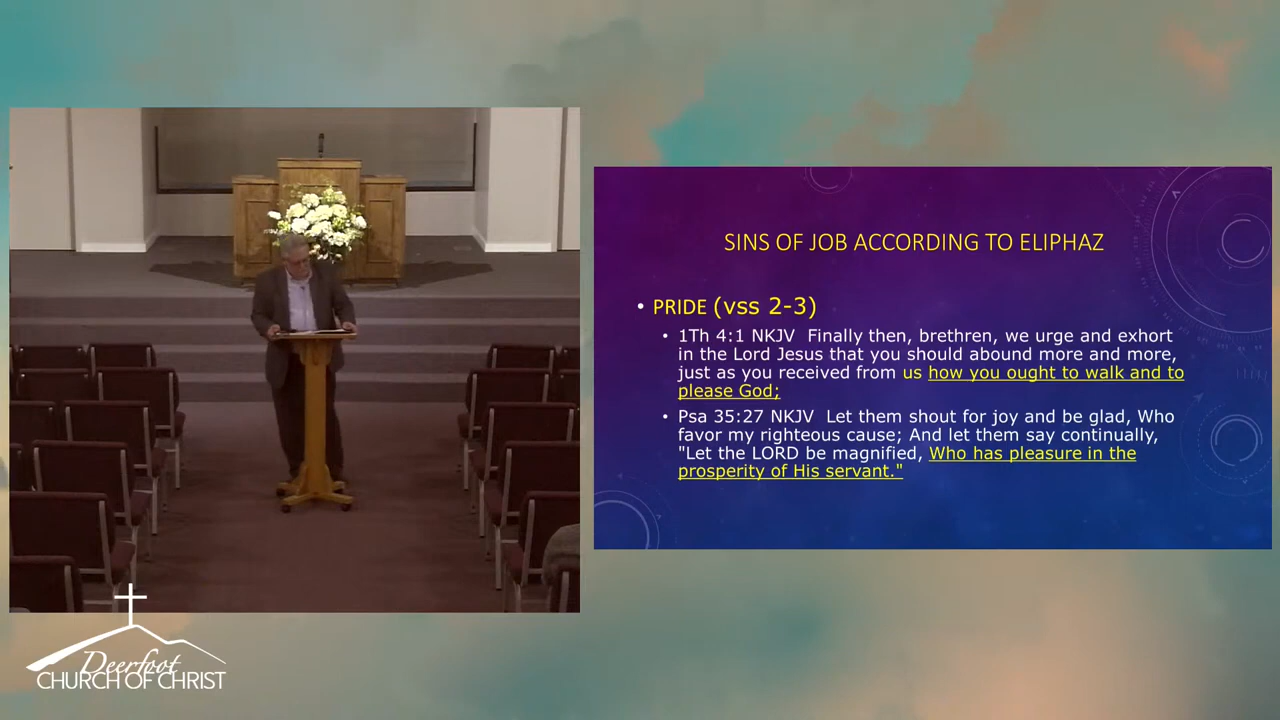 SINS OF JOB ACCORDING TO ELIPHAZ
• PRIDE (vss 2-3)
• 1Th 4:1 NKJV  Finally then, brethren, we urge and exhort
in the Lord Jesus that you should abound more and more,
just as you received from us how you ought to walk and to
please God;
• Psa 35:27 NKJV  Let them shout for joy and be glad, Who
favor my righteous cause; And let them say continually,
"Let the LORD be magnified, Who has pleasure in the
prosperity of His servant."
Deerfoot
CHURCH OF CHRIST